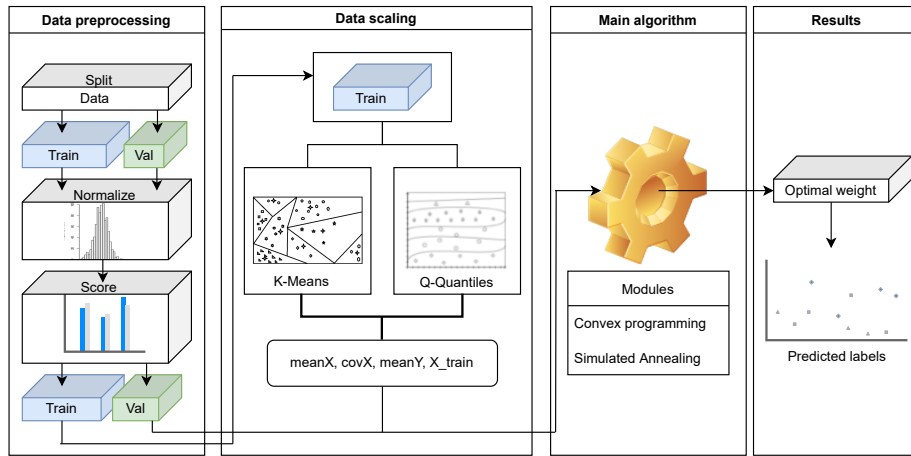 Data preprocessing
Split
Data
Train
Val
Normalize
Score
Train
Val
Data scaling
Train
K-Means
Q-Quantiles
meanX, covX, meanY, X_train
Main algorithm
Modules
Convex programming
Simulated Annealing
Results
Optimal weight
Predicted labels